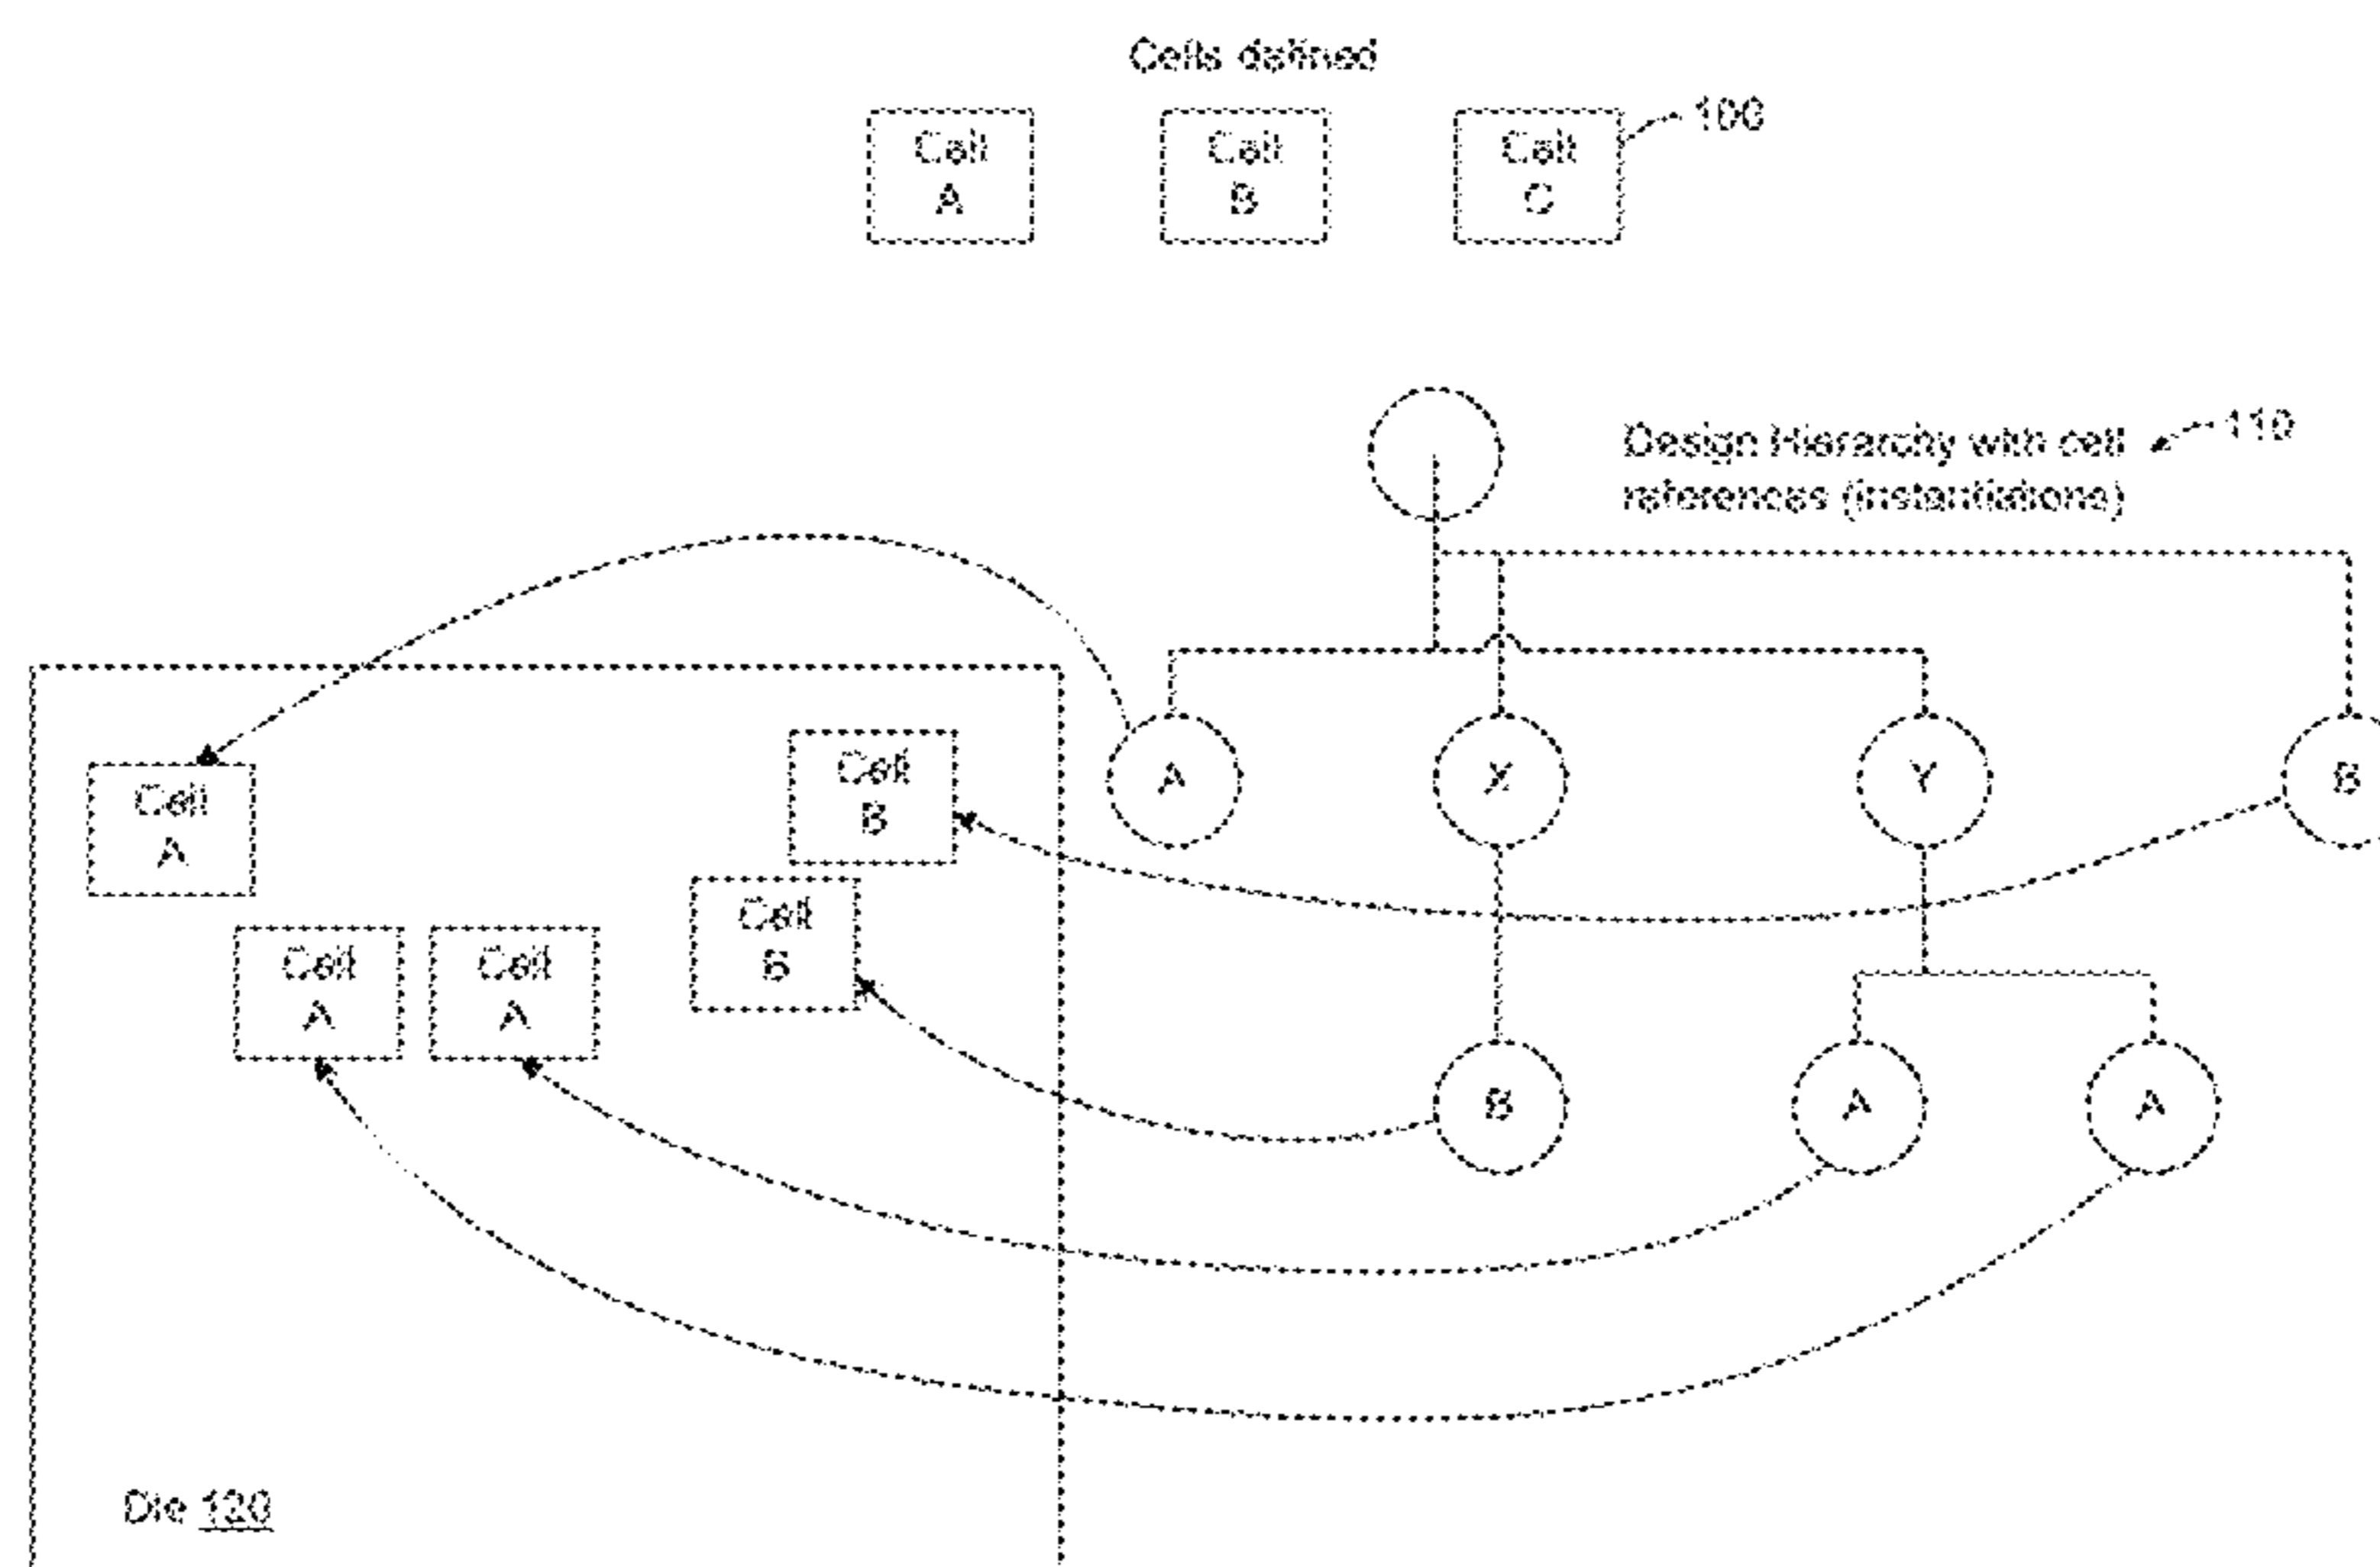 Cells defined
Cell
A
Cell
B
Cell
C
100
Design Hierarchy with cell
references (instantiations)
110
Cell
A
Cell
B
A
X
Y
B
Cell
B
Cell
A
Cell
A
B
A
A
Die 120